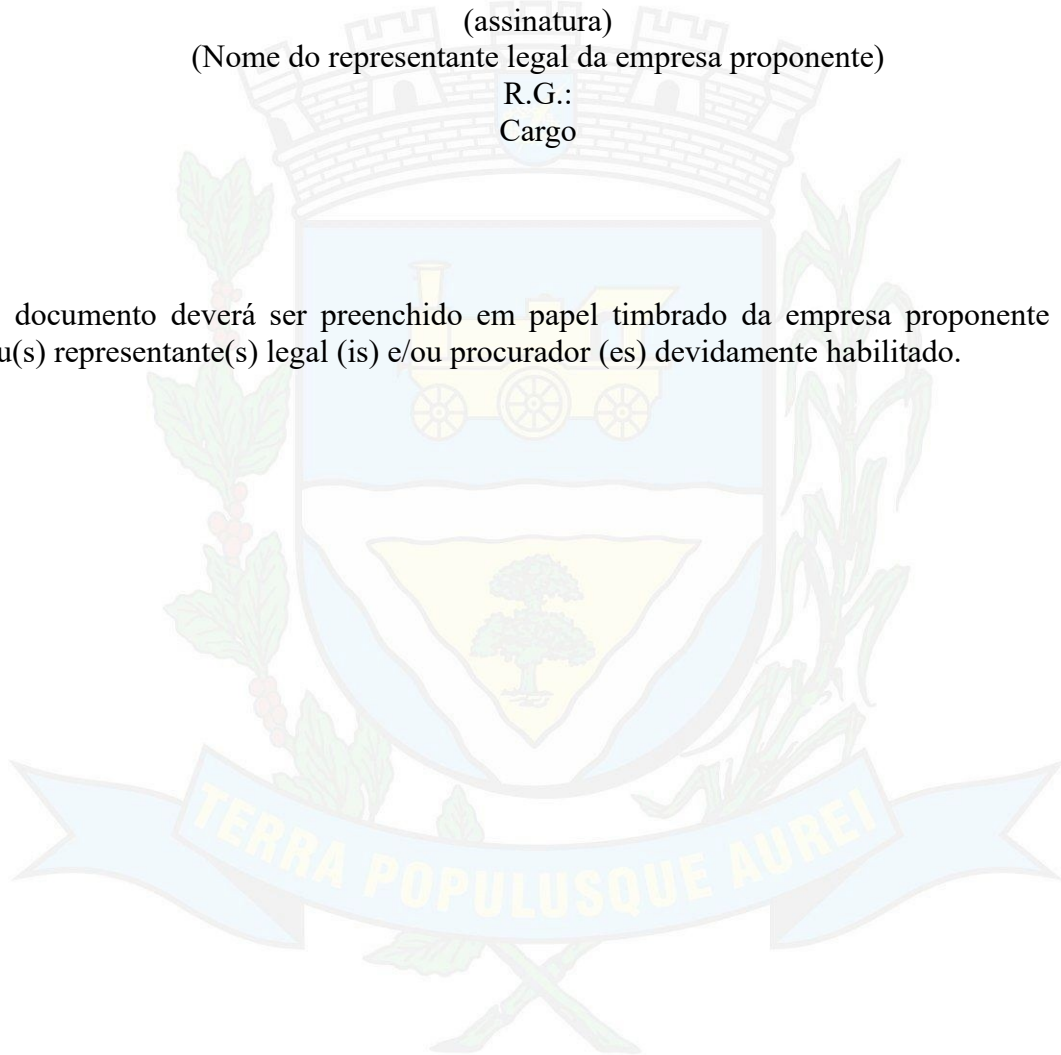 (assinatura)
(Nome do representante legal da empresa proponente)
R.G.:
Cargo
documento deverá ser preenchido em papel timbrado da empresa proponente
u(s) representante(s) legal (is) e/ou procurador (es) devidamente habilitado.
TERRA POPULUSQUE AUREI